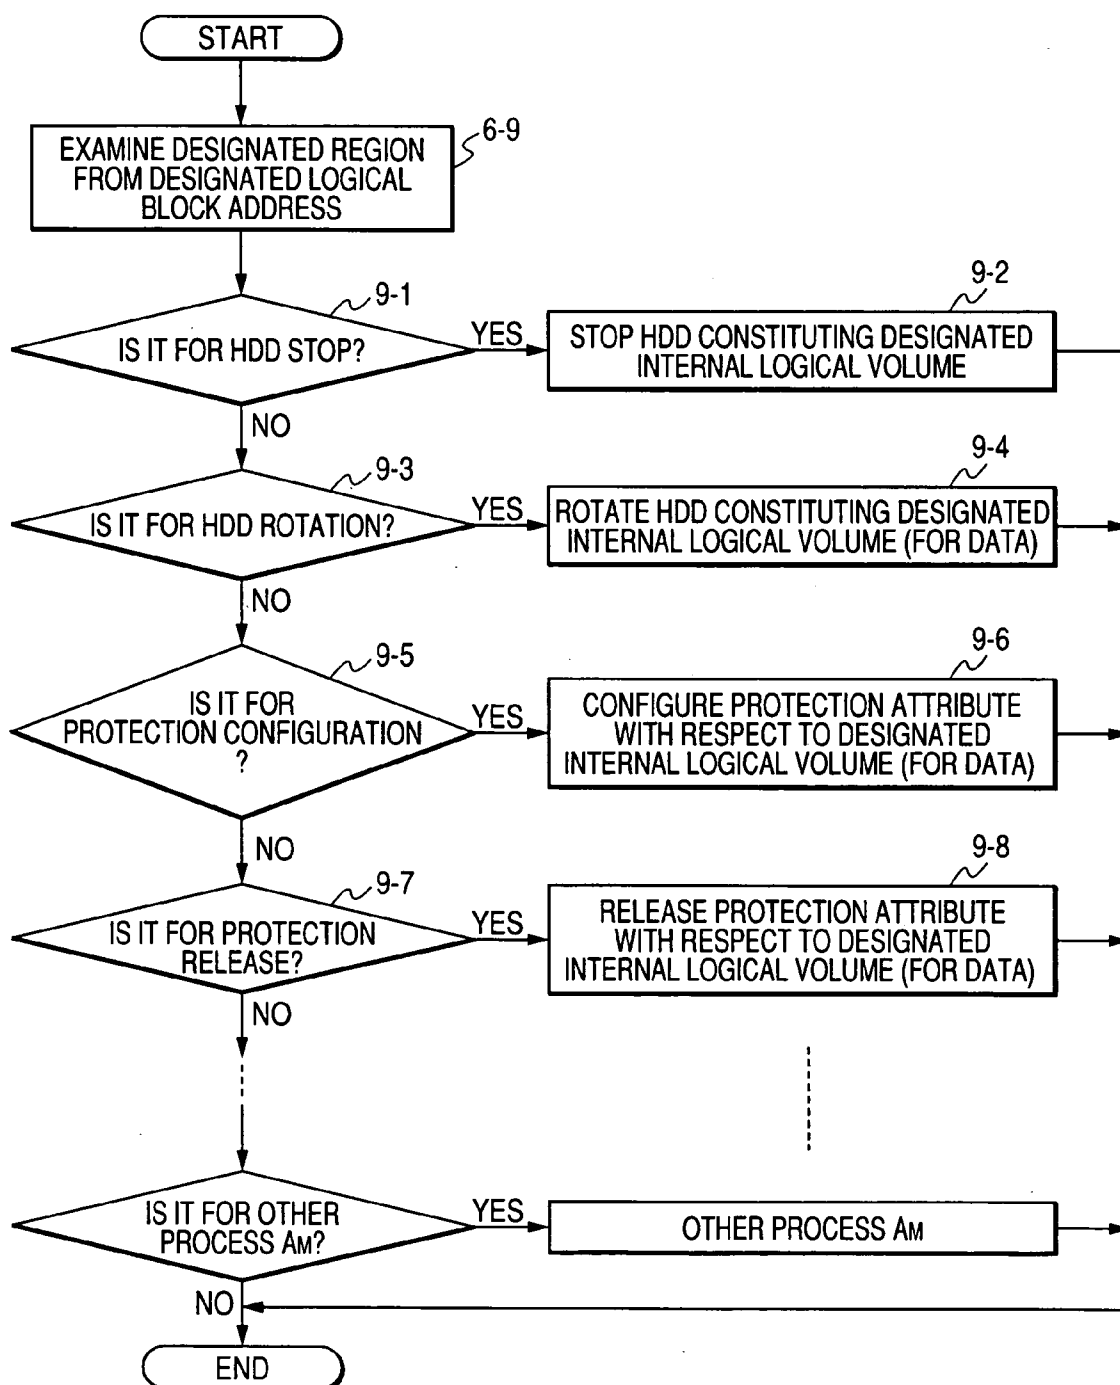 START
6-9
EXAMINE DESIGNATED REGION
FROM DESIGNATED LOGICAL
BLOCK ADDRESS
9-1
IS IT FOR HDD STOP?
YES
9-2
STOP HDD CONSTITUTING DESIGNATED
INTERNAL LOGICAL VOLUME
NO
9-3
IS IT FOR HDD ROTATION?
YES
9-4
ROTATE HDD CONSTITUTING DESIGNATED
INTERNAL LOGICAL VOLUME (FOR DATA)
NO
9-5
IS IT FOR
PROTECTION CONFIGURATION
?
YES
9-6
CONFIGURE PROTECTION ATTRIBUTE
WITH RESPECT TO DESIGNATED
INTERNAL LOGICAL VOLUME (FOR DATA)
NO
9-7
IS IT FOR PROTECTION
RELEASE?
YES
9-8
RELEASE PROTECTION ATTRIBUTE
WITH RESPECT TO DESIGNATED
INTERNAL LOGICAL VOLUME (FOR DATA)
NO
IS IT FOR OTHER
PROCESS AM?
YES
OTHER PROCESS AM
NO
END